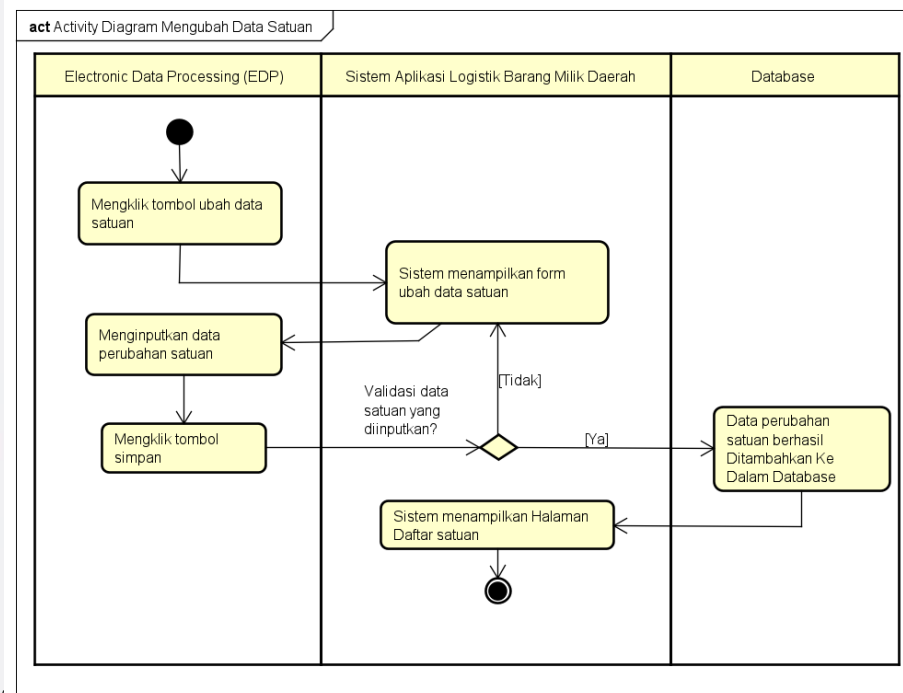 act Activity Diagram Mengubah Data Satuan
Electronic Data Processing (EDP)
Sistem Aplikasi Logistik Barang Milik Daerah
Database
Mengklik tombol ubah data
satuan
Sistem menampilkan form
ubah data satuan
Menginputkan data
perubahan satuan
Mengklik tombol
simpan
Validasi data
satuan yang
diinputkan?
[Tidak]
[Ya]
Data perubahan
satuan berhasil
Ditambahkan Ke
Dalam Database
Sistem menampilkan Halaman
Daftar satuan